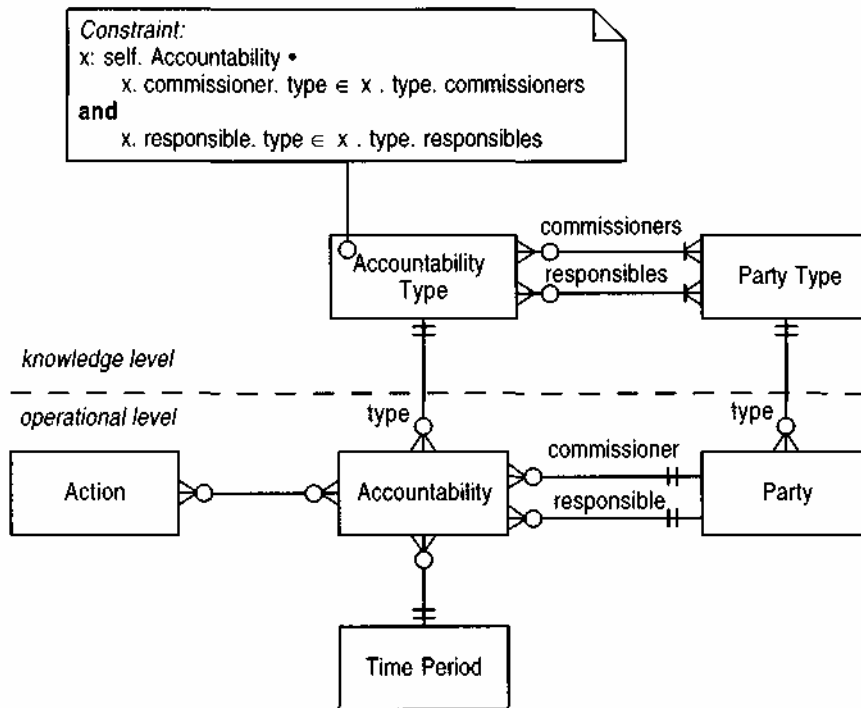 Constraint:
x: self. Accountability •
x. commissioner. type ∈ x . type. commissioners
and
x. responsible. type ∈ x . type. responsibles
commissioners
Accountability
Type
responsibles
Party Type
knowledge level
operational level
type
type
commissioner
Action
Accountability
responsible
Party
Time Period